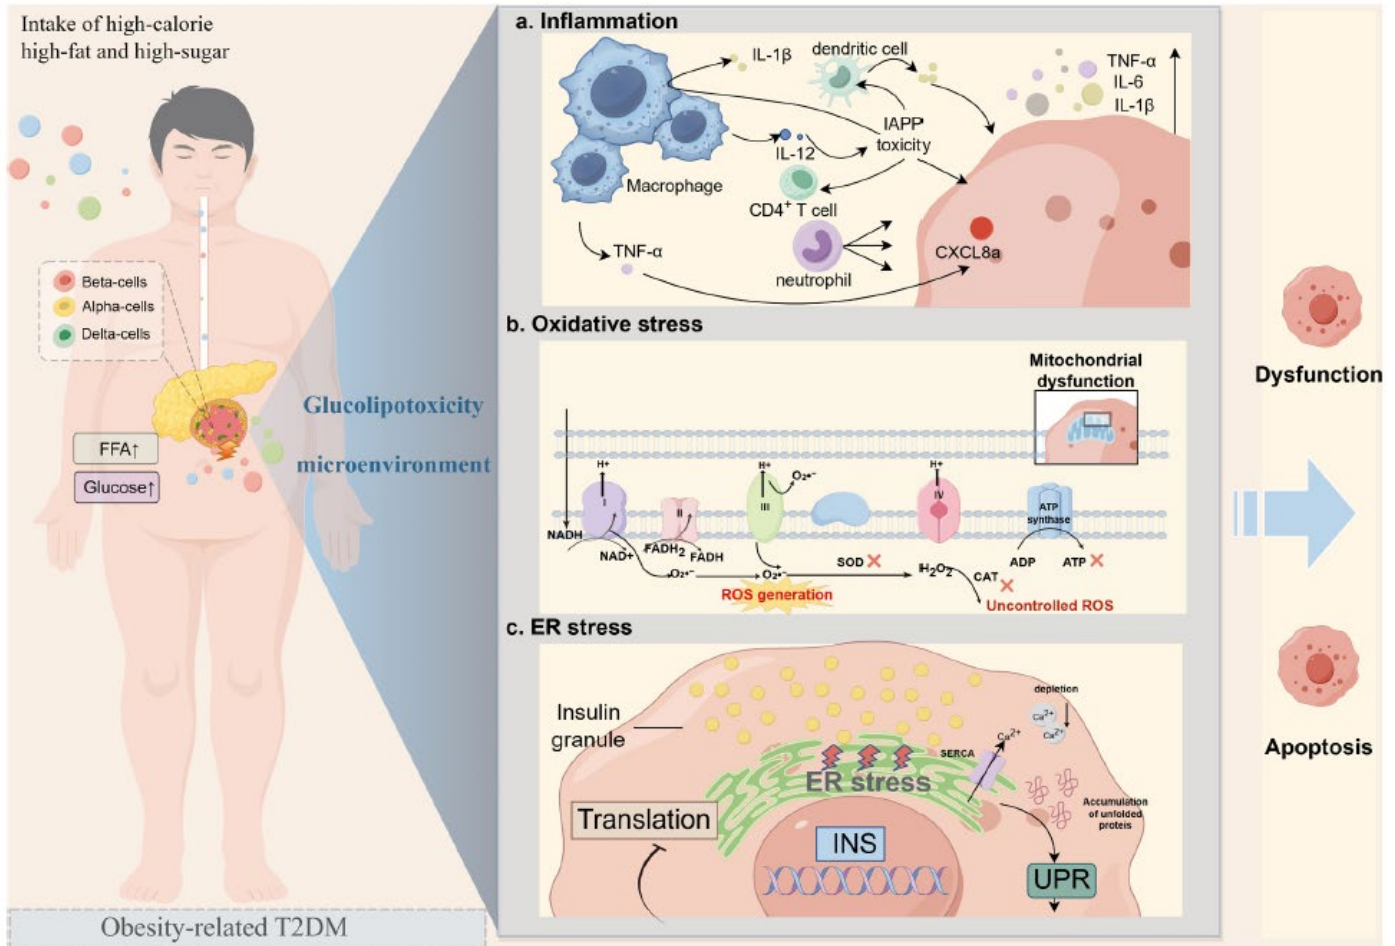 Intake of high-calorie
high-fat and high-sugar
Beta-cells
Alpha-cells
Delta-cells
FFA↑
Glucose↑
Glucolipotoxicity
microenvironment
Obesity-related T2DM
a. Inflammation
IL-1β
dendritic cell
TNF-α
IL-6
IL-1β
IAPP
toxicity
IL-12
Macrophage
CD4⁺ T cell
TNF-α
neutrophil
CXCL8a
b. Oxidative stress
Mitochondrial
dysfunction
H+
H+
O₂•⁻
H+
I
II
III
IV
ATP
synthase
NADH
NAD+
FADH₂
FADH
O₂•⁻
O₂•⁻
SOD
H₂O₂
CAT
ADP
ATP
ROS generation
Uncontrolled ROS
c. ER stress
Insulin
granule
depletion
Ca²⁺
Ca²⁺
Ca²⁺
SERCA
ER stress
Accumulation
of unfolded
proteis
Translation
INS
UPR
Dysfunction
Apoptosis